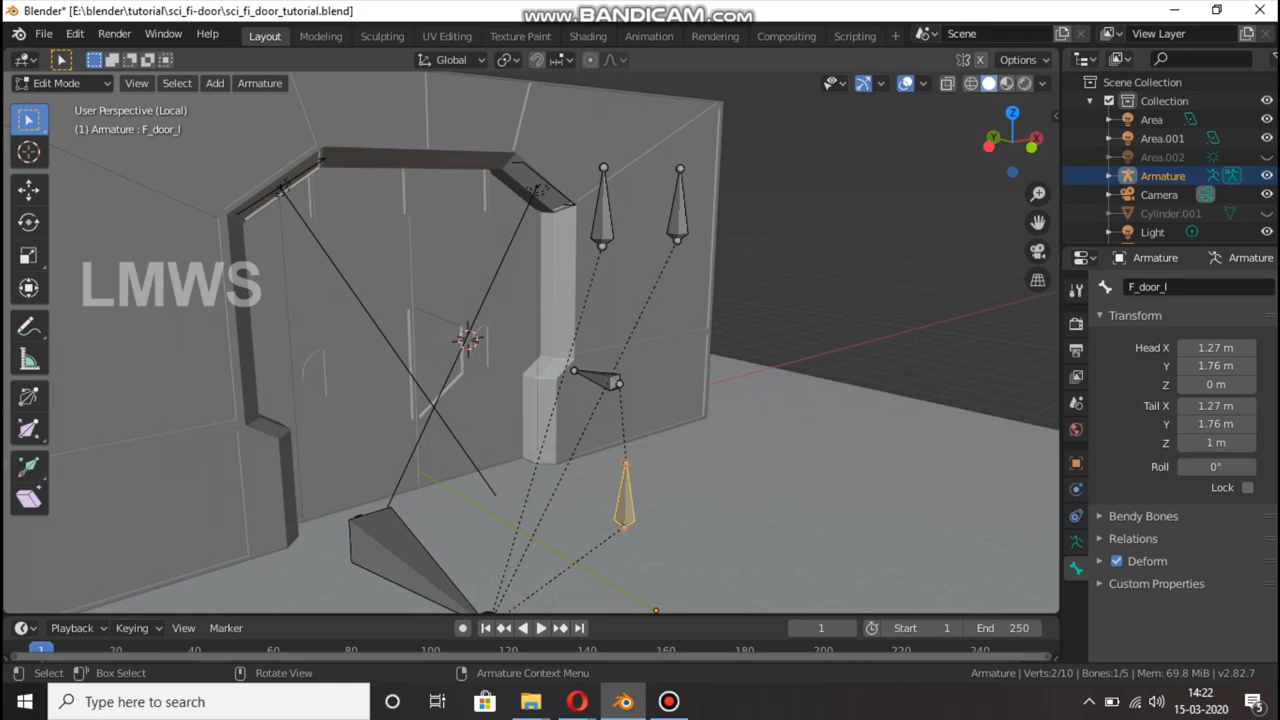 Blender* [E:\blender\tutorial\sci_fi-door\sci_fi_door_tutorial.blend]
www.BANDICAM.com
File Edit Render Window Help
Layout Modeling Sculpting UV Editing Texture Paint Shading Animation Rendering Compositing Scripting
Scene
View Layer
Global
Options
Edit Mode View Select Add Armature
User Perspective (Local)
(1) Armature : F_door_l
LMWS
X
Y
Z
Scene Collection
Collection
Area
Area.001
Area.002
Armature
Camera
Cylinder.001
Light
Armature Armature
F_door_l
Transform
Head X 1.27 m
Y 1.76 m
Z 0 m
Tail X 1.27 m
Y 1.76 m
Z 1 m
Roll 0°
Lock
Bendy Bones
Relations
Deform
Custom Properties
Playback Keying View Marker
1 Start 1 End 250
1 20 40 60 80 100 120 140 160 180 200 220 240
Select Box Select Rotate View Armature Context Menu
Armature | Verts:2/10 | Bones:1/5 | Mem: 69.8 MiB | v2.82.7
Type here to search
14:22
15-03-2020
5